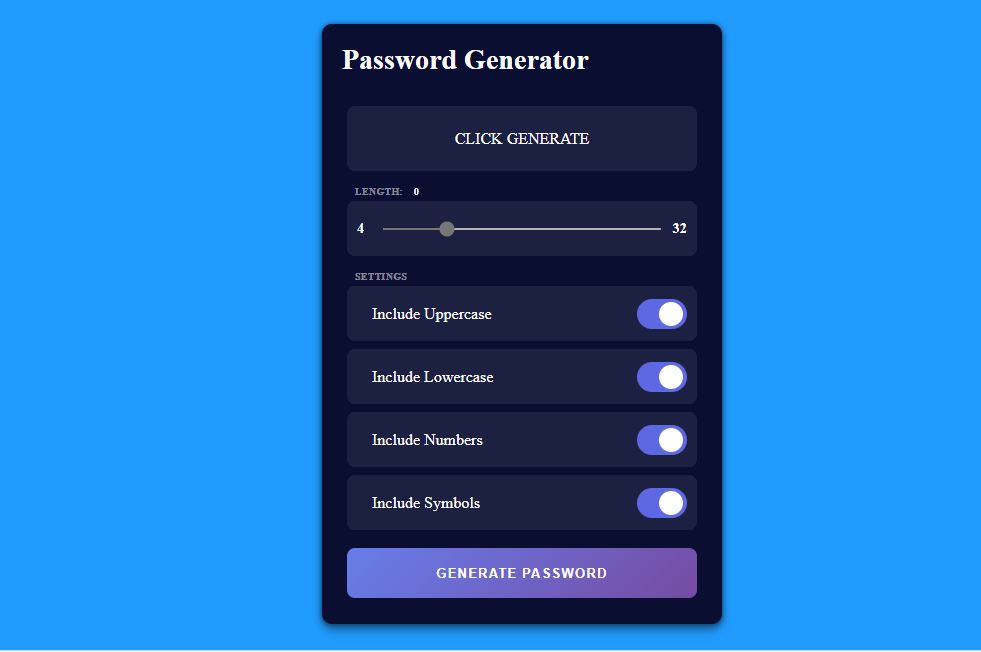 Password Generator
CLICK GENERATE
LENGTH: 0
4 32
SETTINGS
Include Uppercase
Include Lowercase
Include Numbers
Include Symbols
GENERATE PASSWORD